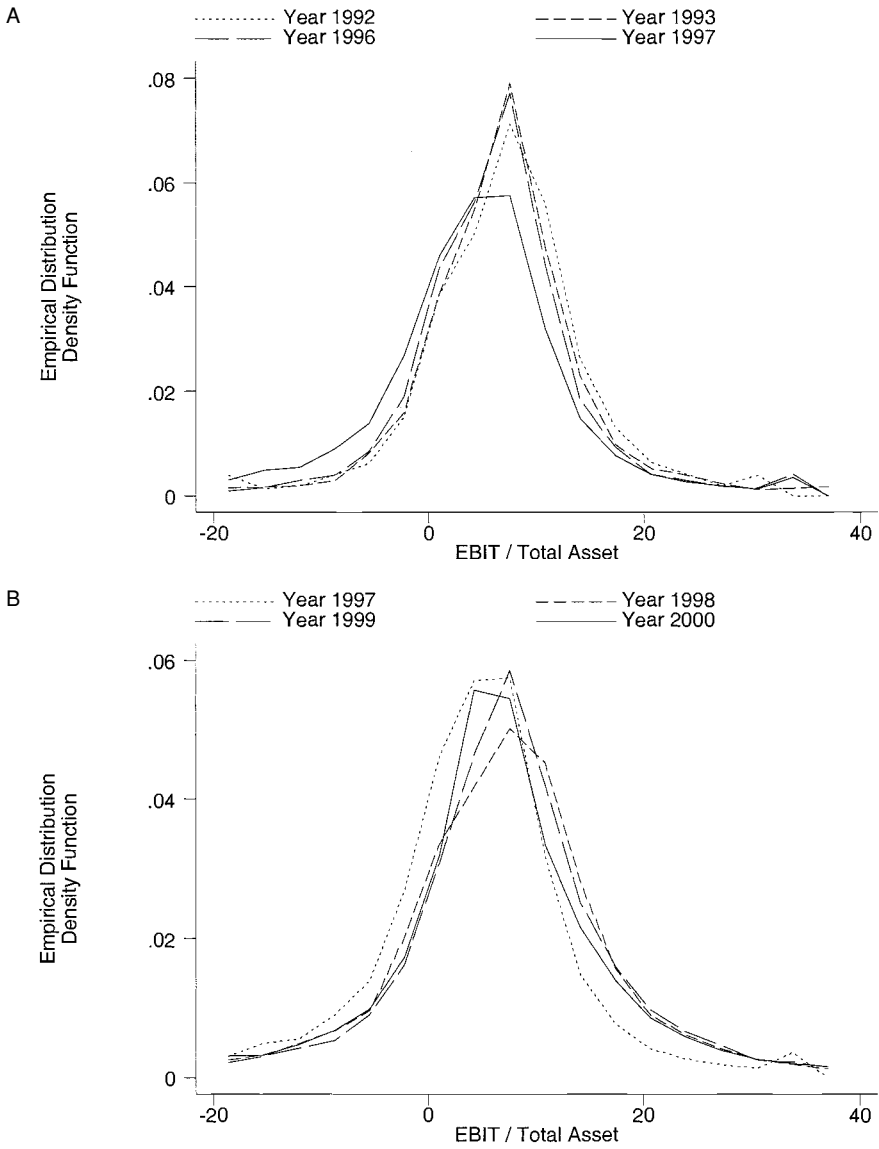 A
Year 1992
Year 1993
Year 1996
Year 1997
.08
.06
.04
.02
0
Empirical Distribution
Density Function
-20
0
20
40
EBIT / Total Asset
B
Year 1997
Year 1998
Year 1999
Year 2000
.06
.04
.02
0
Empirical Distribution
Density Function
-20
0
20
40
EBIT / Total Asset